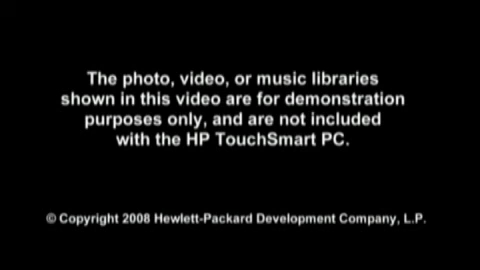 The photo, video, or music libraries
shown in this video are for demonstration
purposes only, and are not included
with the HP TouchSmart PC.
© Copyright 2008 Hewlett-Packard Development Company, L.P.